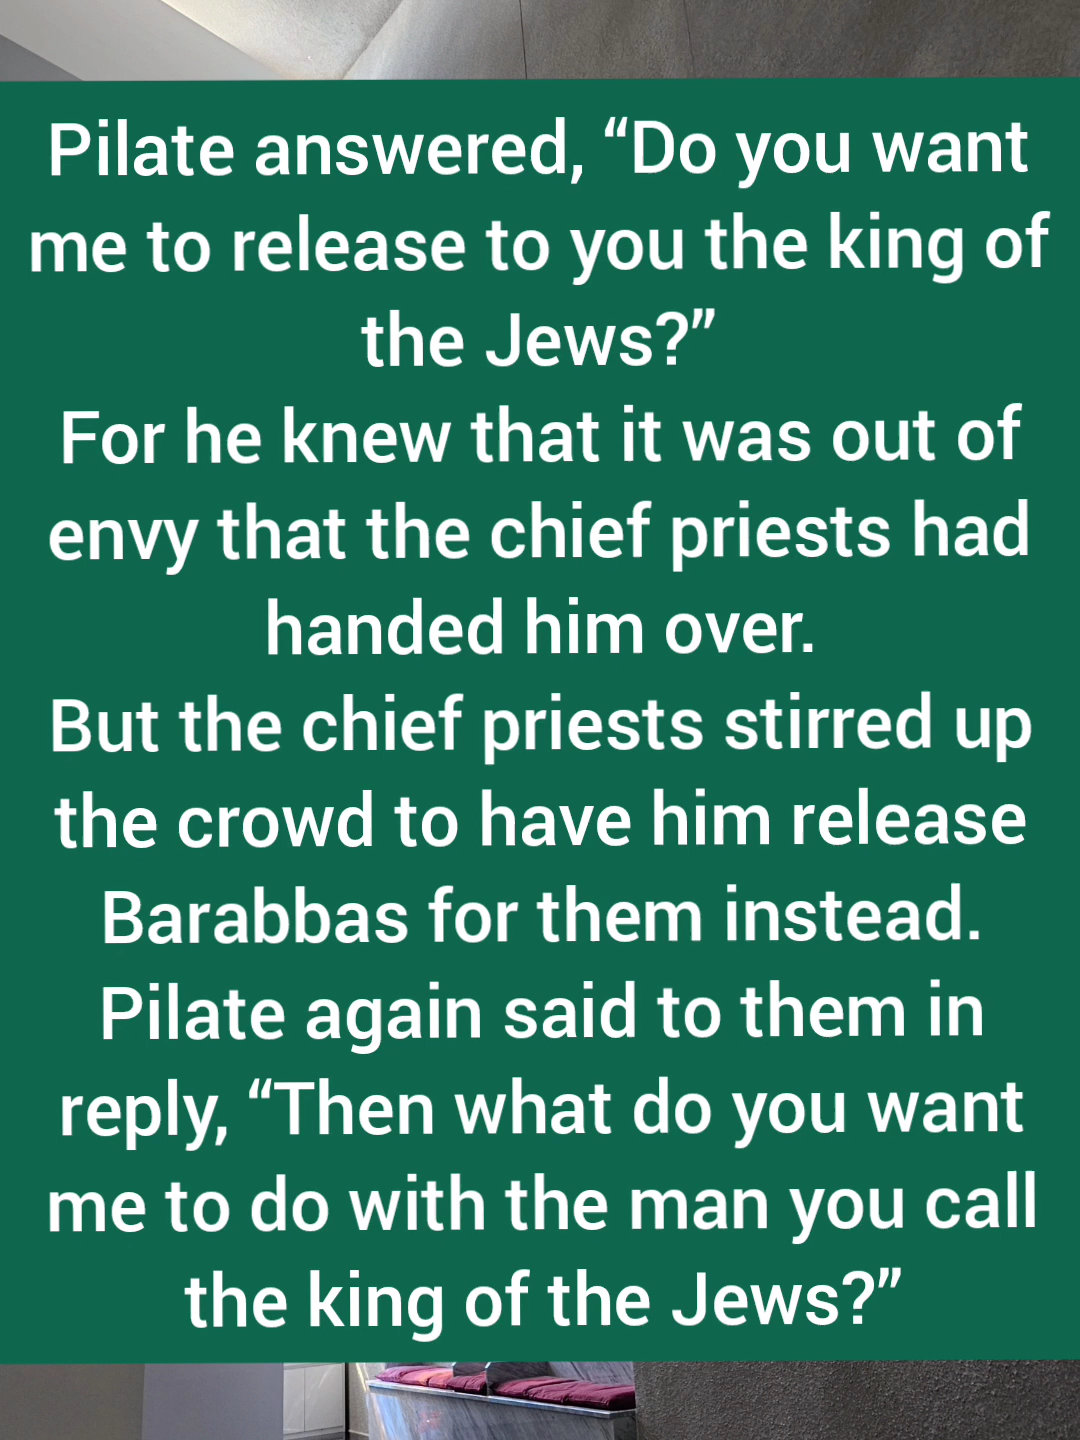 Pilate answered, “Do you want
me to release to you the king of
the Jews?”
For he knew that it was out of
envy that the chief priests had
handed him over.
But the chief priests stirred up
the crowd to have him release
Barabbas for them instead.
Pilate again said to them in
reply, “Then what do you want
me to do with the man you call
the king of the Jews?”